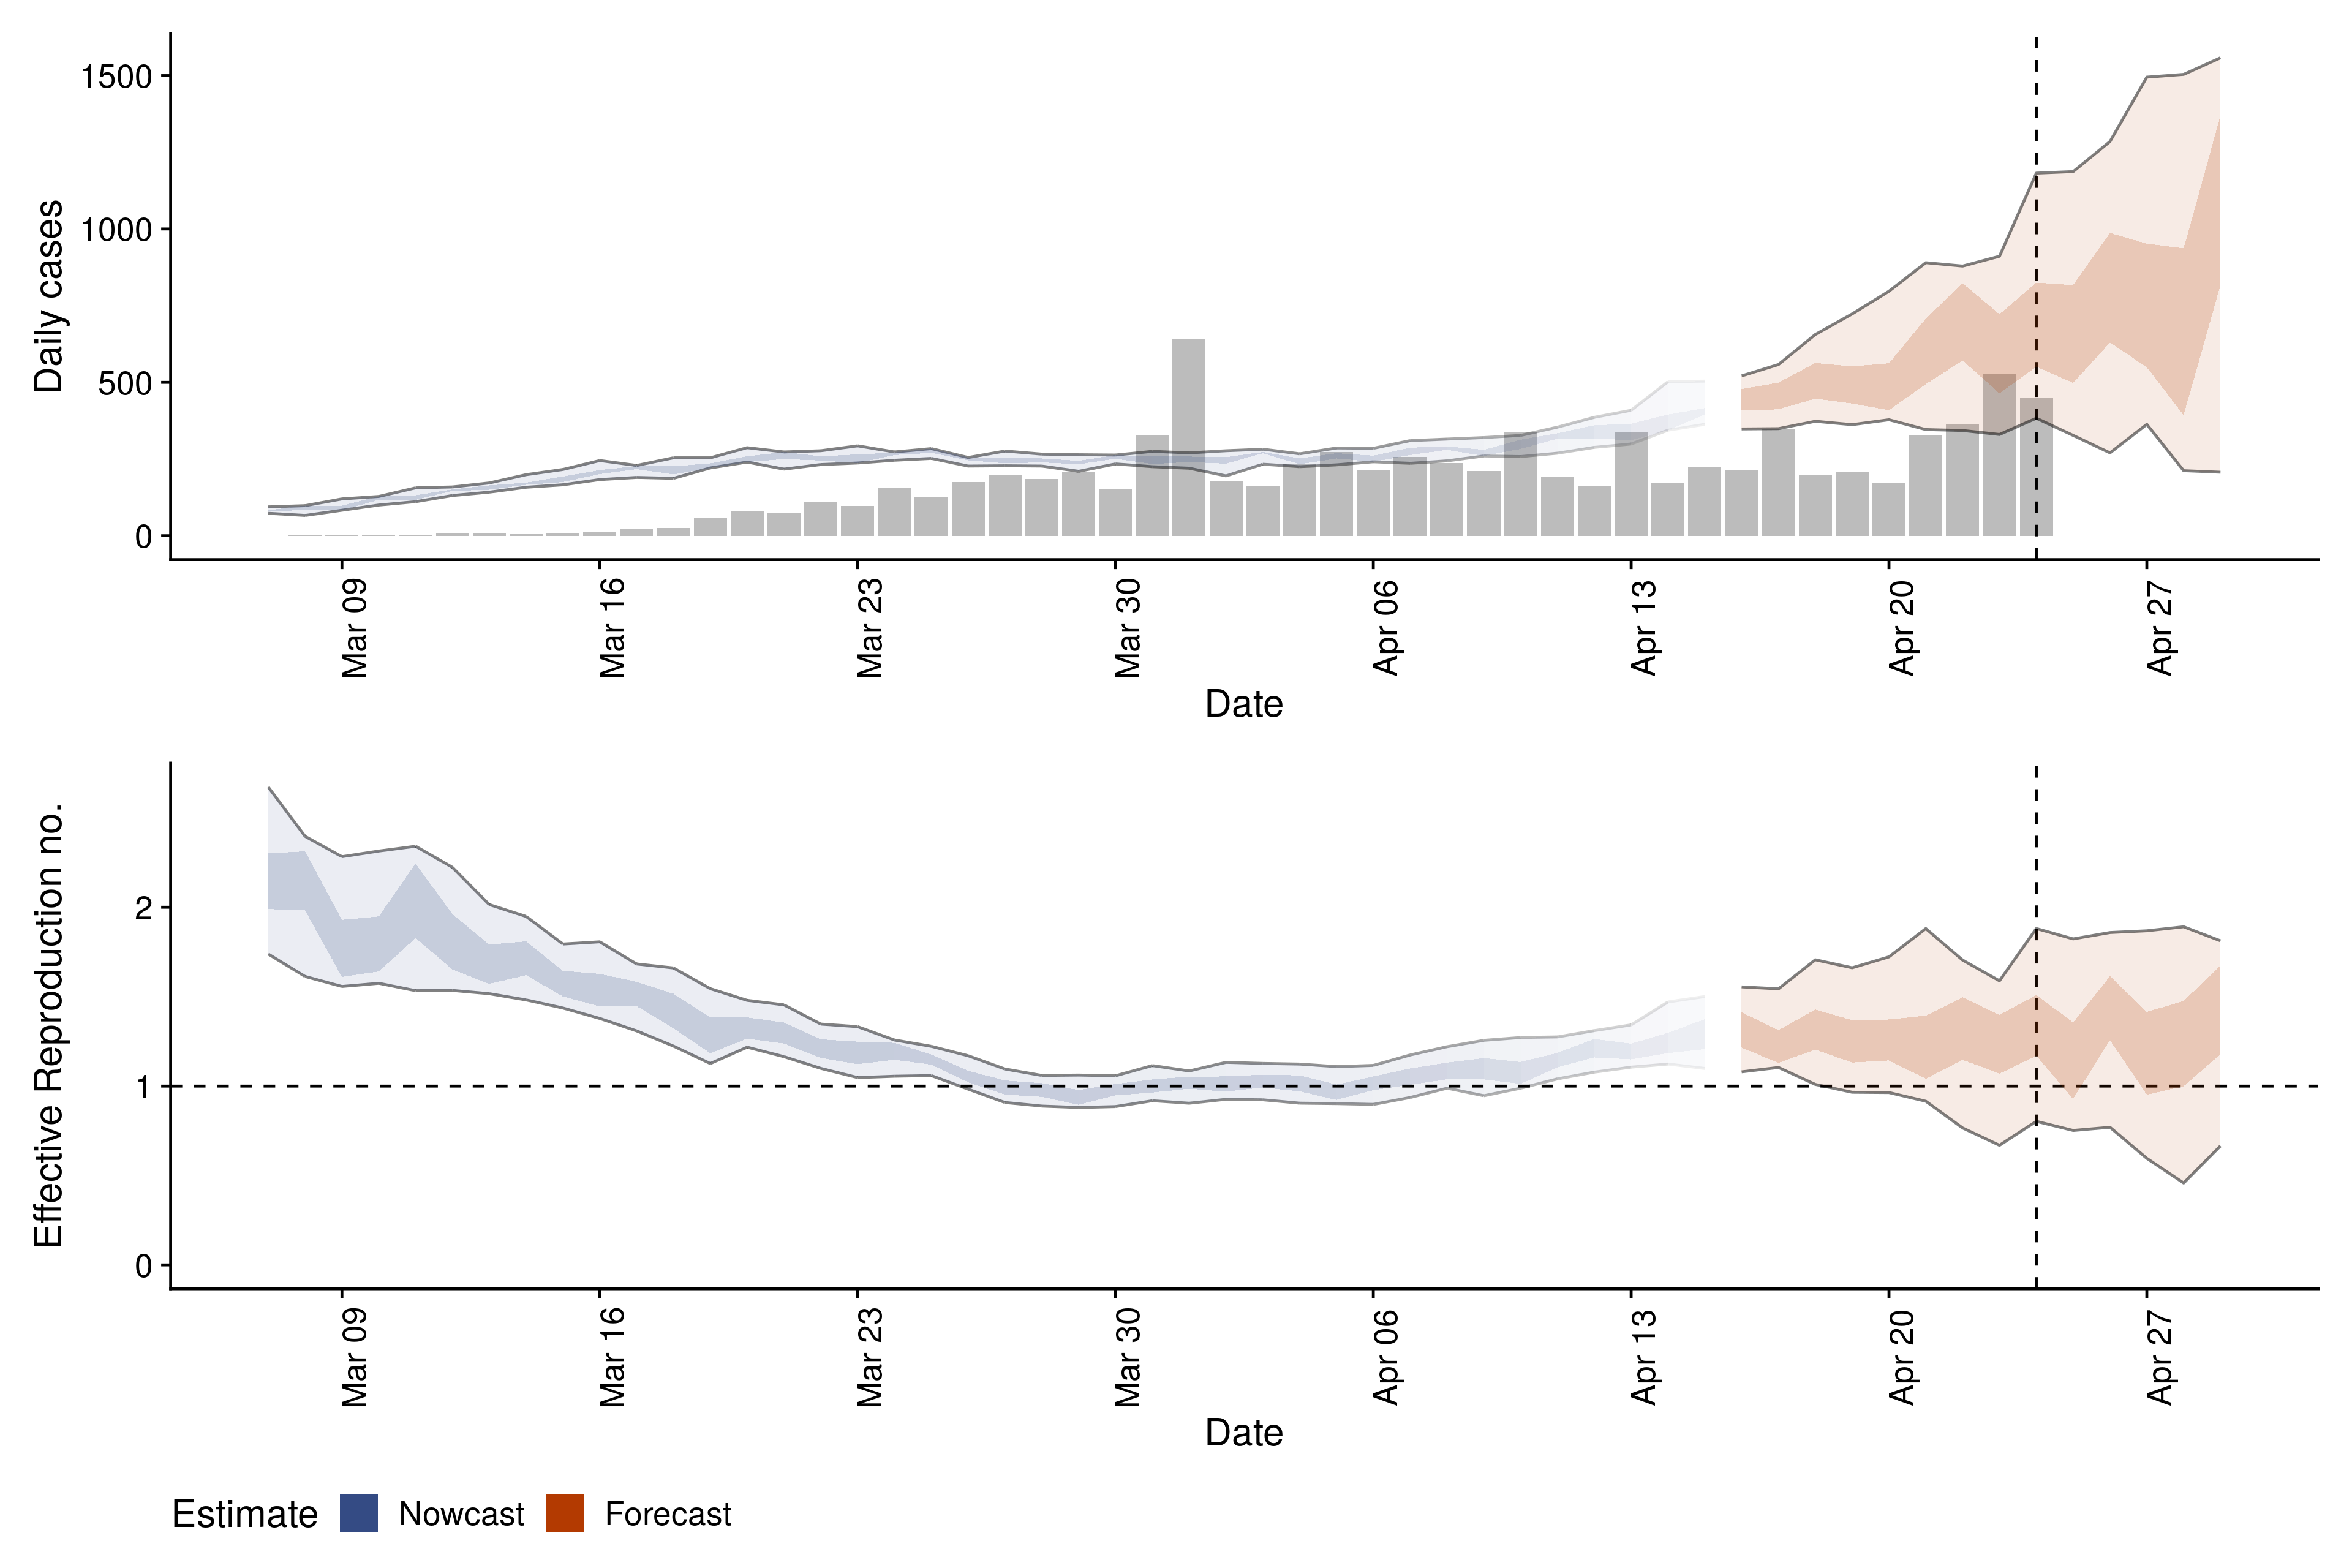 Daily cases
1500
1000
500
0
Mar 09
Mar 16
Mar 23
Mar 30
Apr 06
Apr 13
Apr 20
Apr 27
Date
Effective Reproduction no.
2
1
0
Mar 09
Mar 16
Mar 23
Mar 30
Apr 06
Apr 13
Apr 20
Apr 27
Date
Estimate Nowcast Forecast